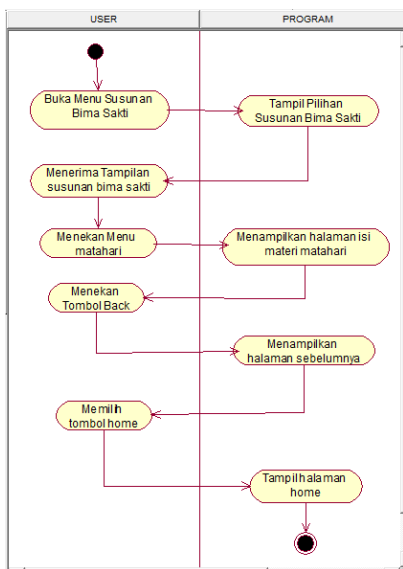 USER
PROGRAM
Buka Menu Susunan
Bima Sakti
Tampil Pilihan
Susunan Bima Sakti
Menerima Tampilan
susunan bima sakti
Menekan Menu
matahari
Menampilkan halaman isi
materi matahari
Menekan
Tombol Back
Menampilkan
halaman sebelumnya
Memilih
tombol home
Tampil halaman
home